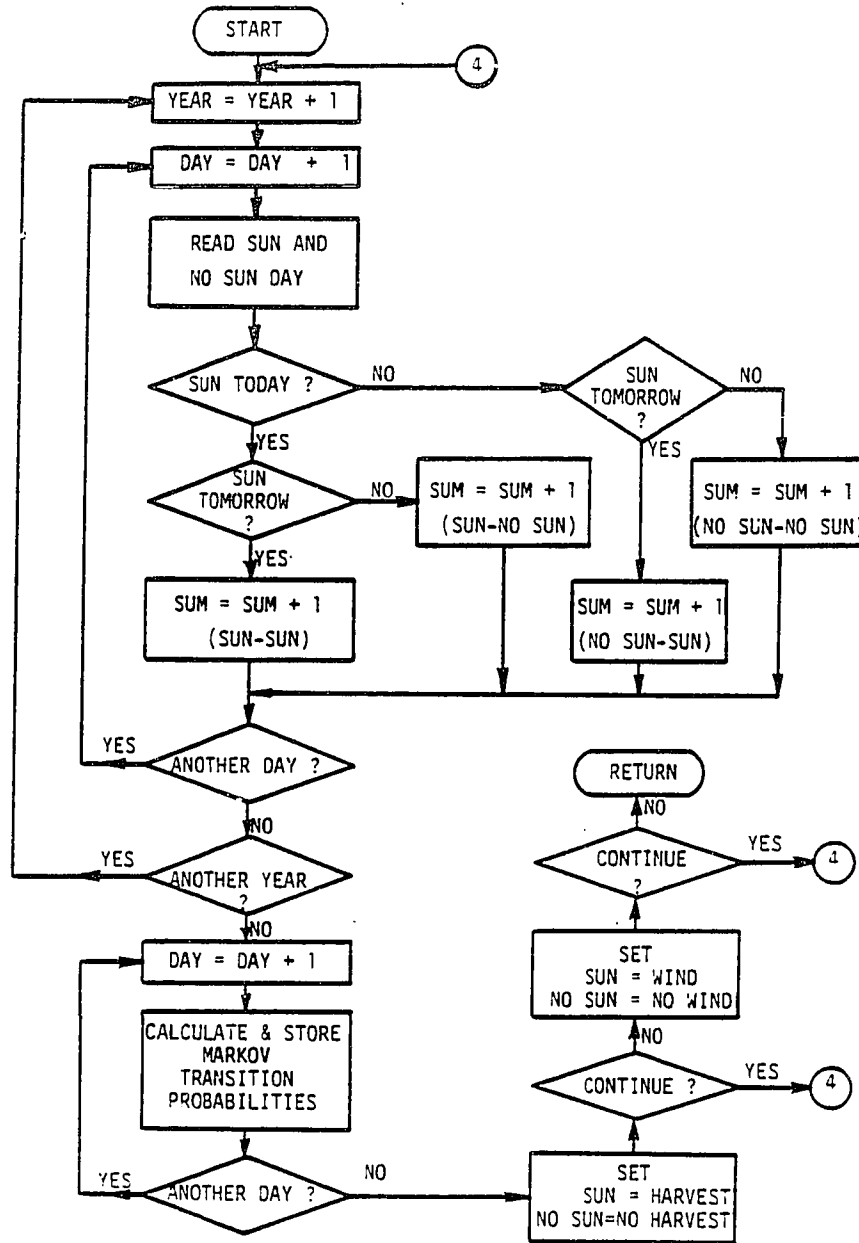 START
4
YEAR = YEAR + 1
DAY = DAY + 1
READ SUN AND
NO SUN DAY
SUN TODAY ?
NO
YES
SUN
TOMORROW
?
NO
YES
SUN
TOMORROW
?
NO
YES
SUM = SUM + 1
(SUN-NO SUN)
SUM = SUM + 1
(NO SUN-NO SUN)
SUM = SUM + 1
(SUN-SUN)
SUM = SUM + 1
(NO SUN-SUN)
ANOTHER DAY ?
YES
NO
ANOTHER YEAR
?
YES
NO
DAY = DAY + 1
CALCULATE & STORE
MARKOV
TRANSITION
PROBABILITIES
ANOTHER DAY ?
YES
NO
SET
SUN = HARVEST
NO SUN=NO HARVEST
CONTINUE ?
YES
4
NO
SET
SUN = WIND
NO SUN = NO WIND
CONTINUE
?
YES
4
NO
RETURN